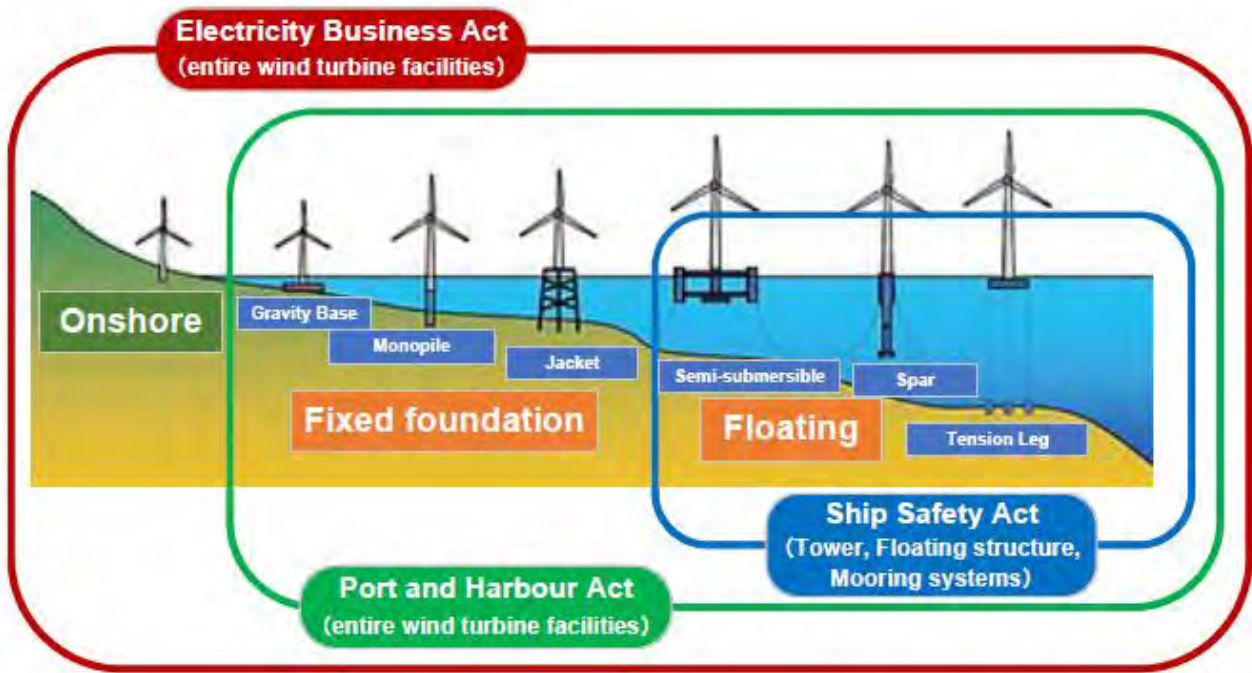 Electricity Business Act
(entire wind turbine facilities)
Onshore
Gravity Base
Monopile
Jacket
Semi-submersible
Spar
Fixed foundation
Floating
Tension Leg
Ship Safety Act
(Tower, Floating structure,
Mooring systems)
Port and Harbour Act
(entire wind turbine facilities)